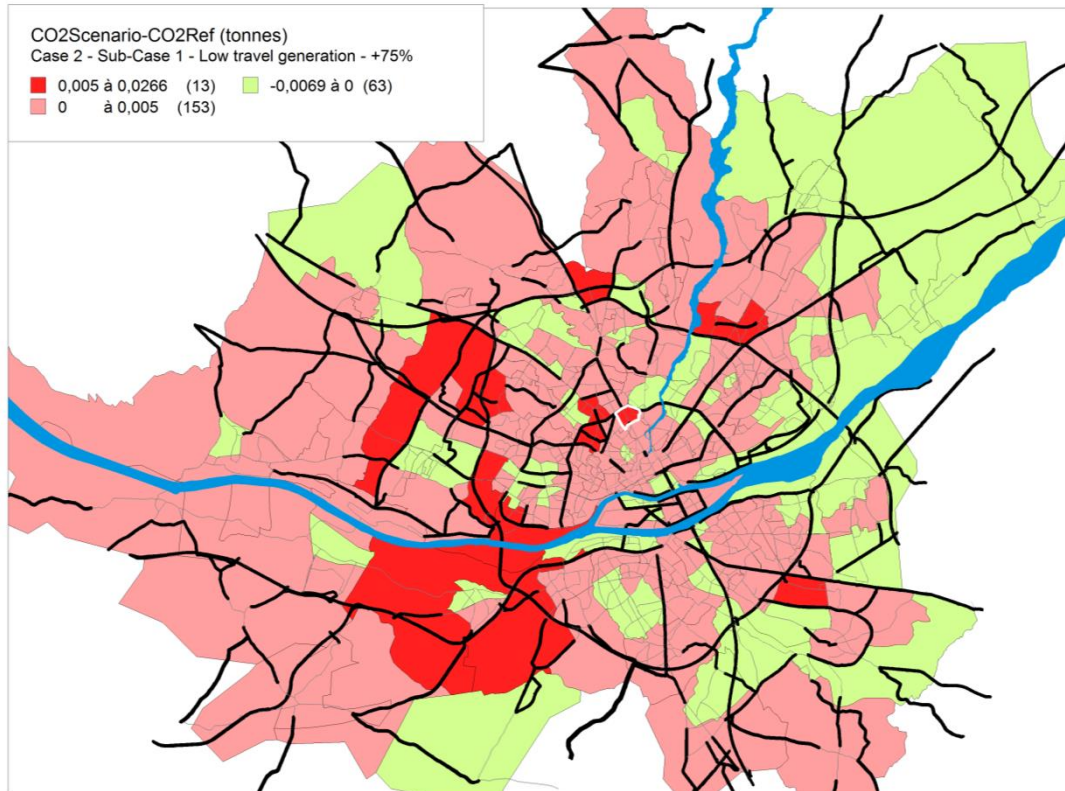 CO2Scenario-CO2Ref (tonnes)
Case 2 - Sub-Case 1 - Low travel generation - +75%
0,005 à 0,0266 (13) -0,0069 à 0 (63)
0 à 0,005 (153)